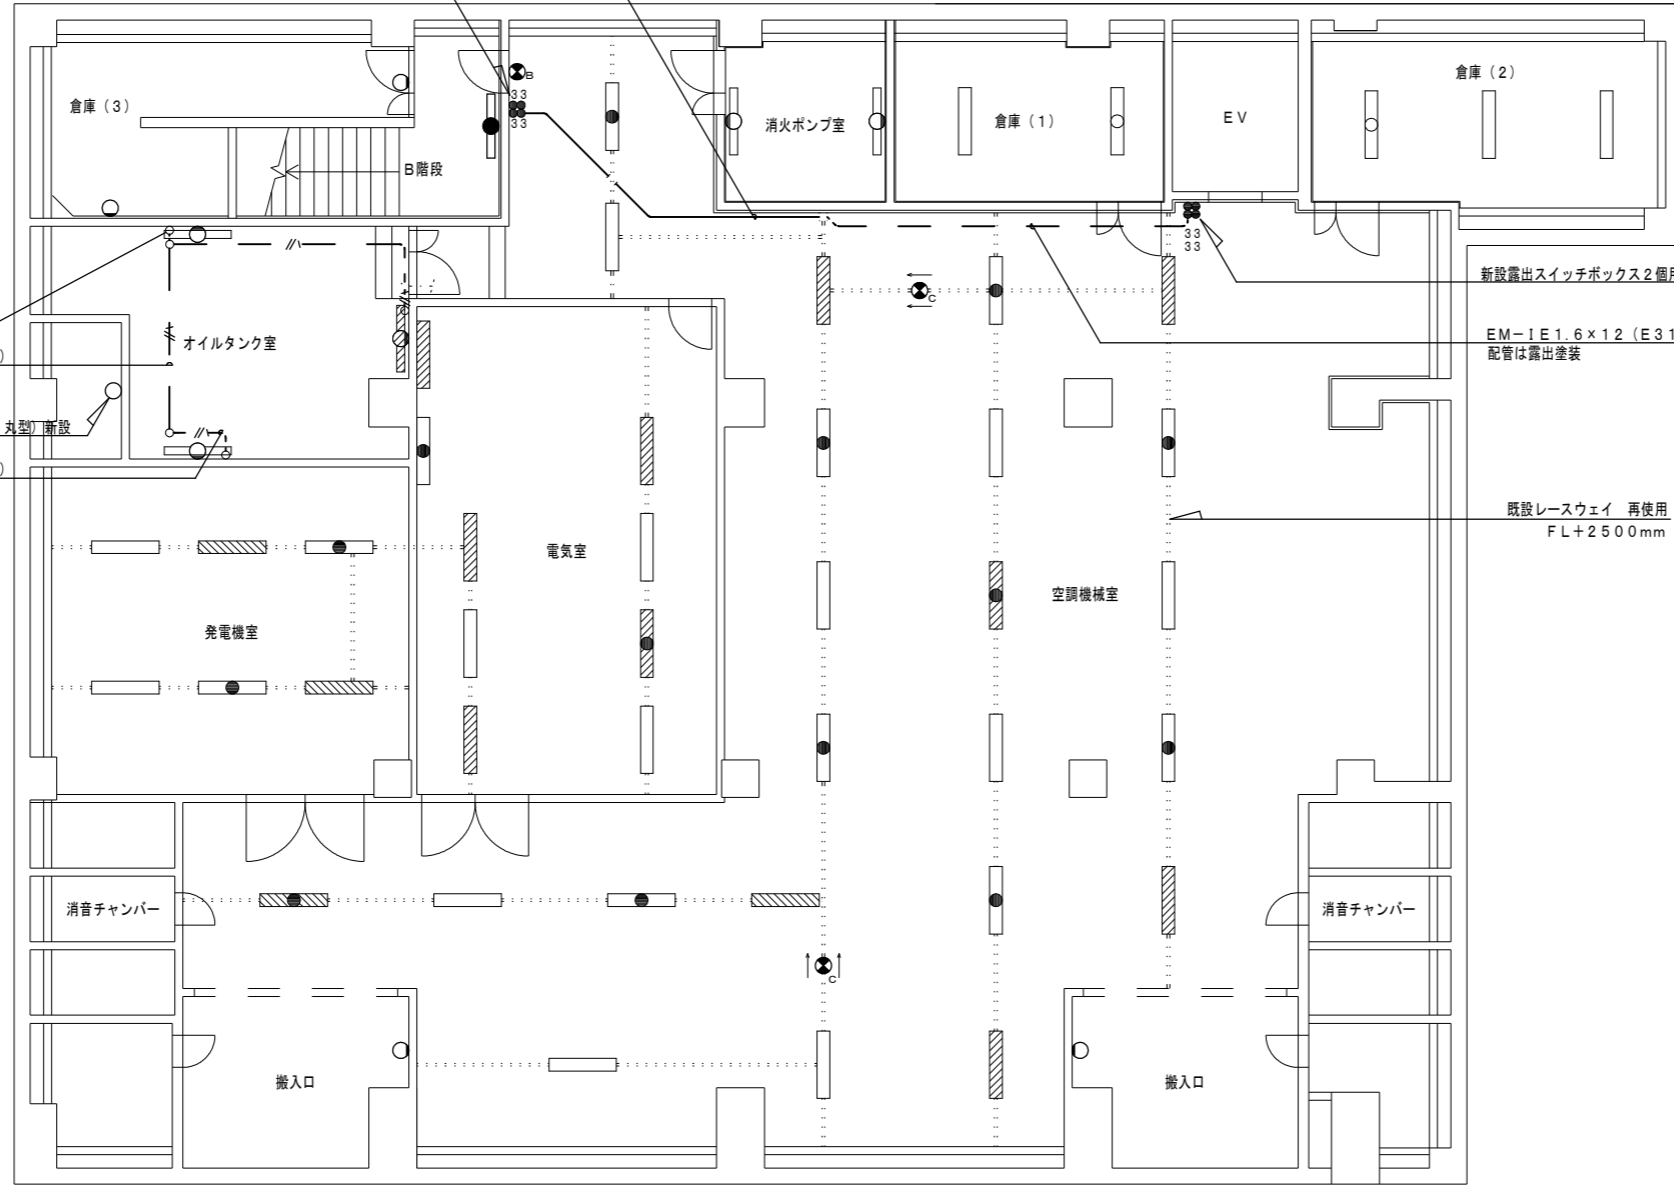 倉庫（3）
B
33
33
消火ポンプ室
倉庫（1）
EV
倉庫（2）
B階段
33
33
新設露出スイッチボックス2個用
C
EM－IE1.6×12（E31
配管は露出塗装
オイルタンク室
）
丸型）新設
）
既設レースウェイ　再使用
FL＋2500mm
電気室
空調機械室
発電機室
消音チャンバー
消音チャンバー
C
搬入口
搬入口